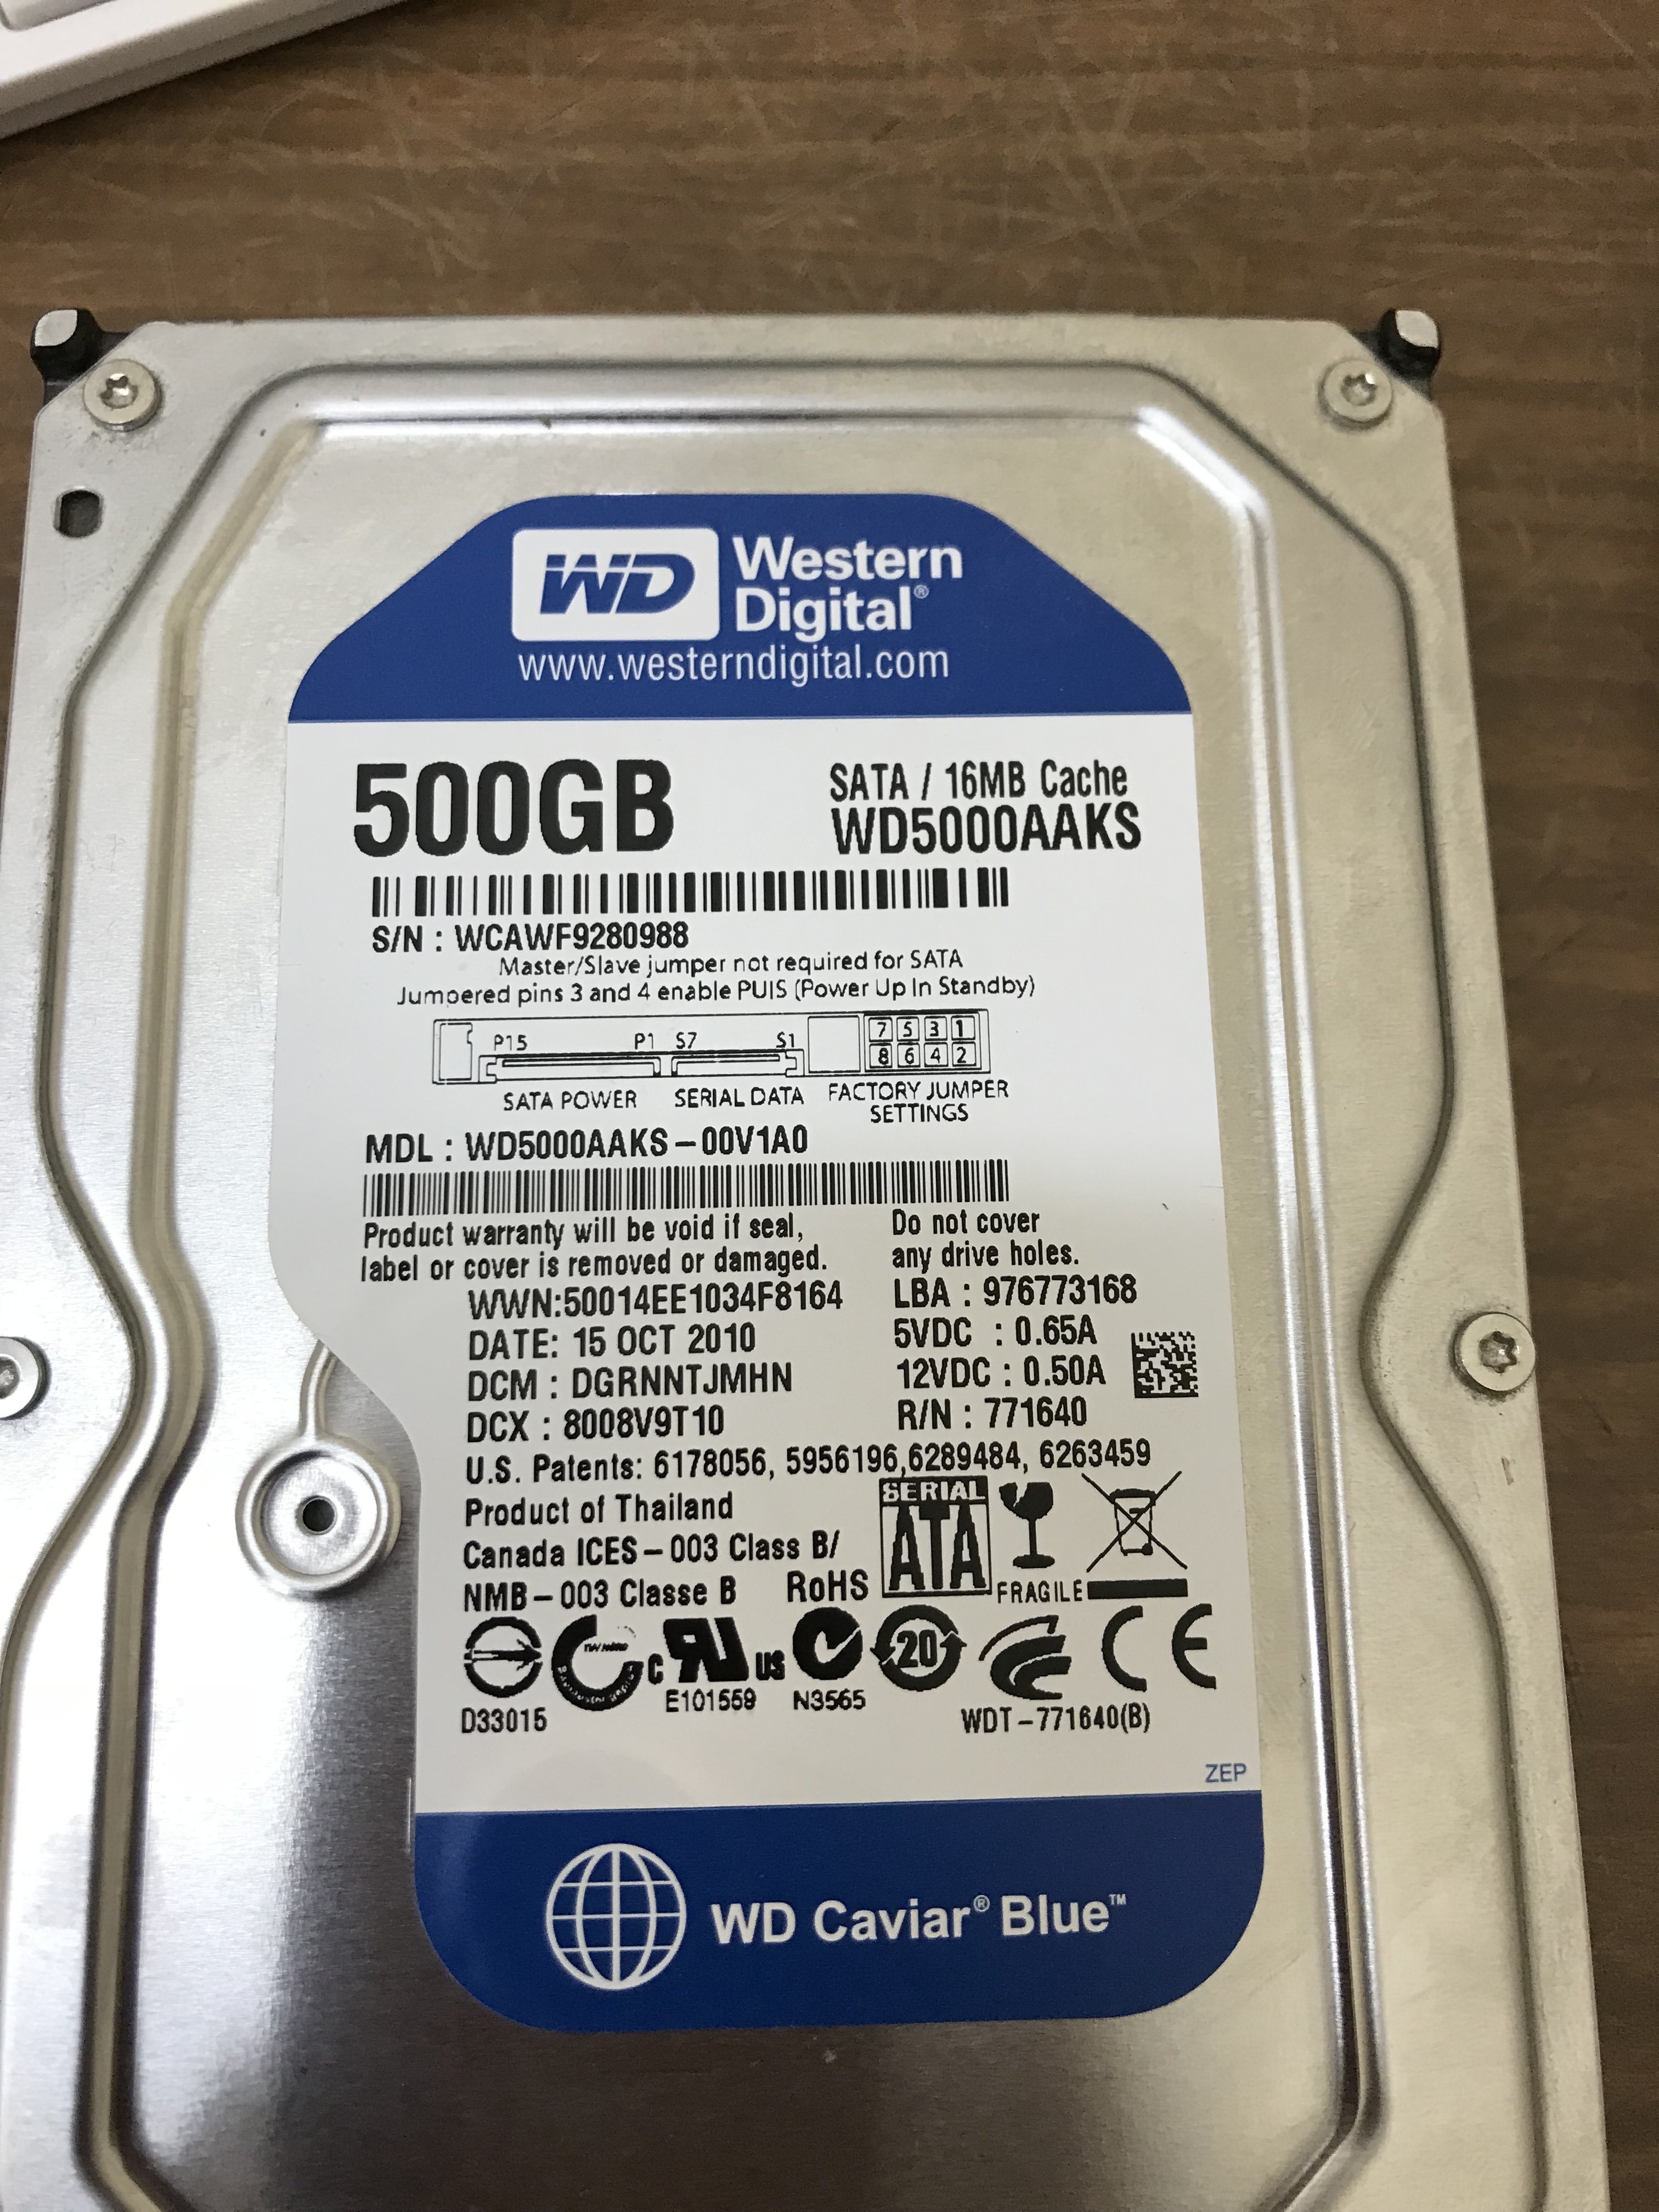 WD Western
Digital®
www.westerndigital.com
500GB
SATA / 16MB Cache
WD5000AAKS
S/N : WCAWF9280988
Master/Slave jumper not required for SATA
Jumpered pins 3 and 4 enable PUIS (Power Up In Standby)
P15 P1 S7 S1
7 5 3 1
8 6 4 2
SATA POWER SERIAL DATA FACTORY JUMPER
SETTINGS
MDL : WD5000AAKS-00V1A0
Product warranty will be void if seal,
label or cover is removed or damaged.
Do not cover
any drive holes.
WWN:50014EE1034F8164
DATE: 15 OCT 2010
DCM : DGRNNTJMHN
DCX : 8008V9T10
LBA : 976773168
5VDC : 0.65A
12VDC : 0.50A
R/N : 771640
U.S. Patents: 6178056, 5956196,6289484, 6263459
Product of Thailand
Canada ICES-003 Class B/
NMB-003 Classe B RoHS
SERIAL
ATA
FRAGILE
c RU US
20
CE
D33015 E101559 N3565 WDT-771640(B)
ZEP
WD Caviar® Blue™